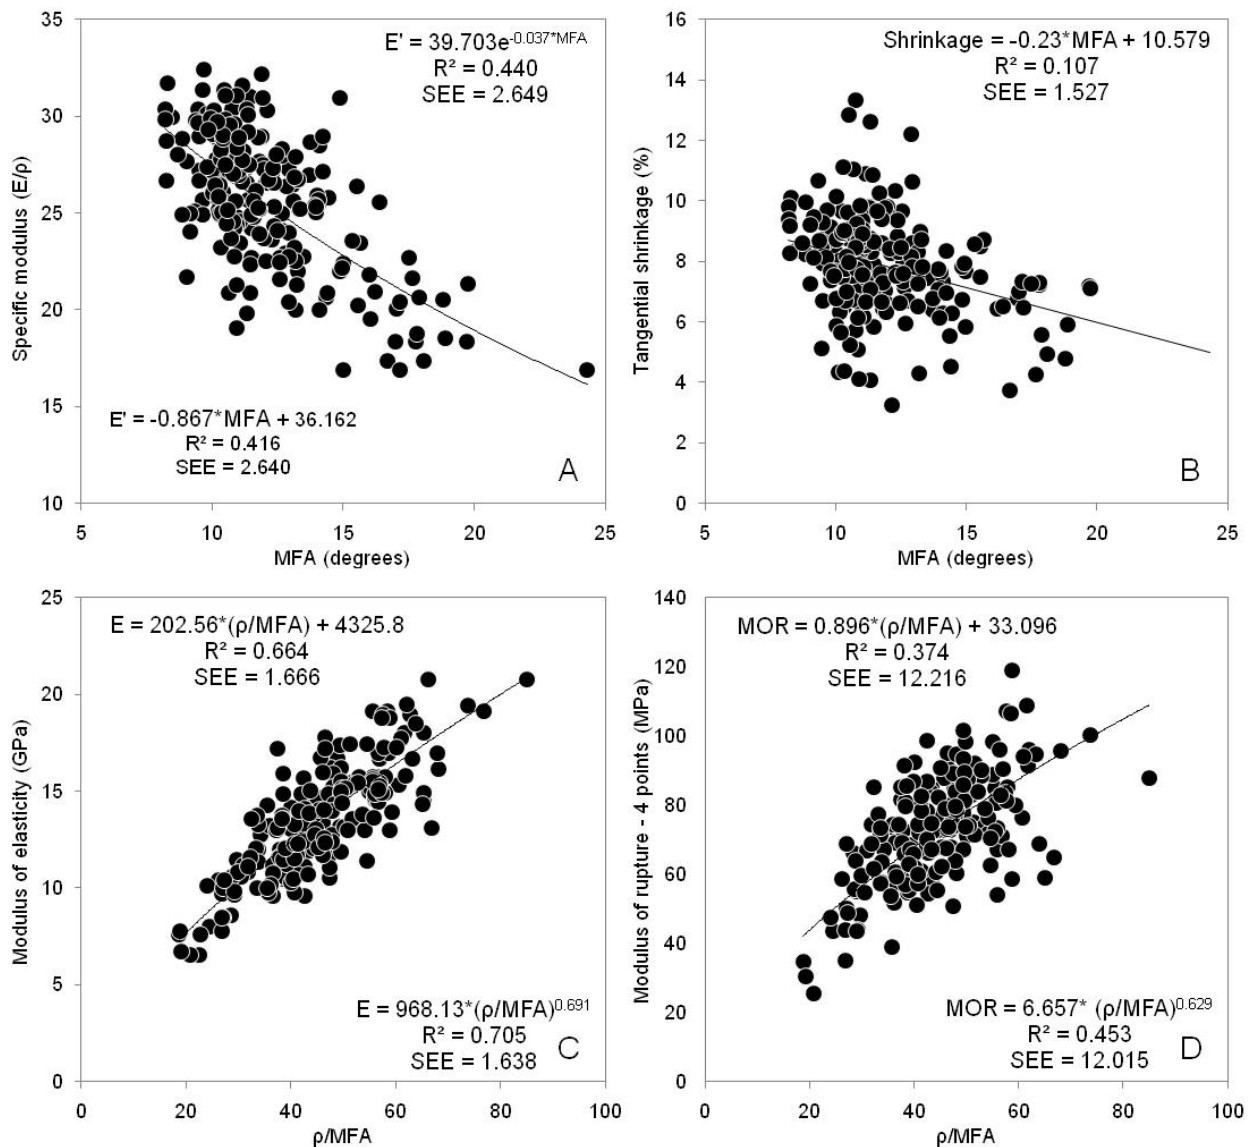 35
30
25
20
15
10
Specific modulus (E/ρ)
E' = 39.703e^-0.037*MFA
R² = 0.440
SEE = 2.649
E' = -0.867*MFA + 36.162
R² = 0.416
SEE = 2.640
A
5 10 15 20 25
MFA (degrees)
16
14
12
10
8
6
4
2
0
Tangential shrinkage (%)
Shrinkage = -0.23*MFA + 10.579
R² = 0.107
SEE = 1.527
B
5 10 15 20 25
MFA (degrees)
25
20
15
10
5
0
Modulus of elasticity (GPa)
E = 202.56*(ρ/MFA) + 4325.8
R² = 0.664
SEE = 1.666
E = 968.13*(ρ/MFA)^0.691
R² = 0.705
SEE = 1.638
C
0 20 40 60 80 100
ρ/MFA
140
120
100
80
60
40
20
0
Modulus of rupture - 4 points (MPa)
MOR = 0.896*(ρ/MFA) + 33.096
R² = 0.374
SEE = 12.216
MOR = 6.657* (ρ/MFA)^0.629
R² = 0.453
SEE = 12.015
D
0 20 40 60 80 100
ρ/MFA